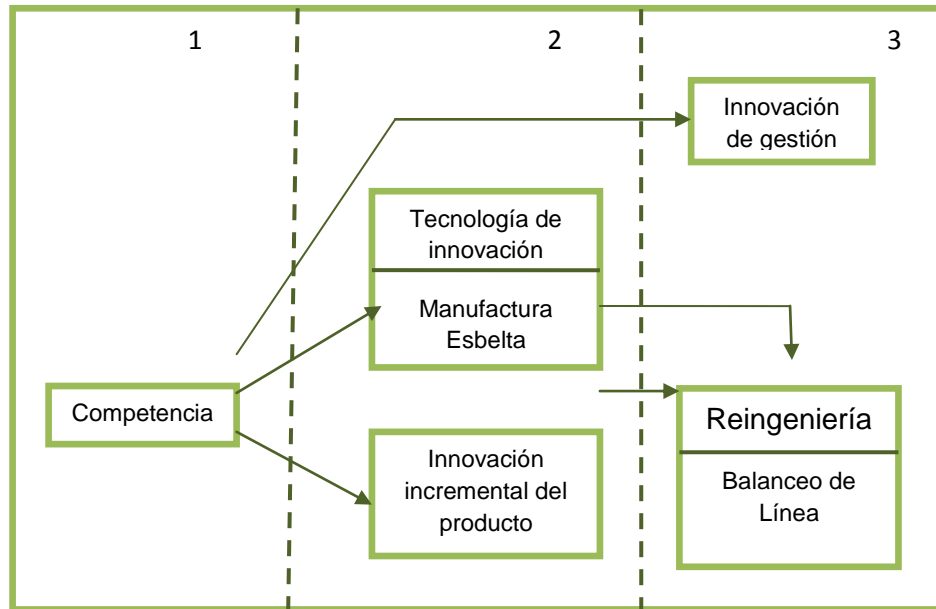 1
2
3
Innovación
de gestión
Tecnología de
innovación
Manufactura
Esbelta
Competencia
Innovación
incremental del
producto
Reingeniería
Balanceo de
Línea